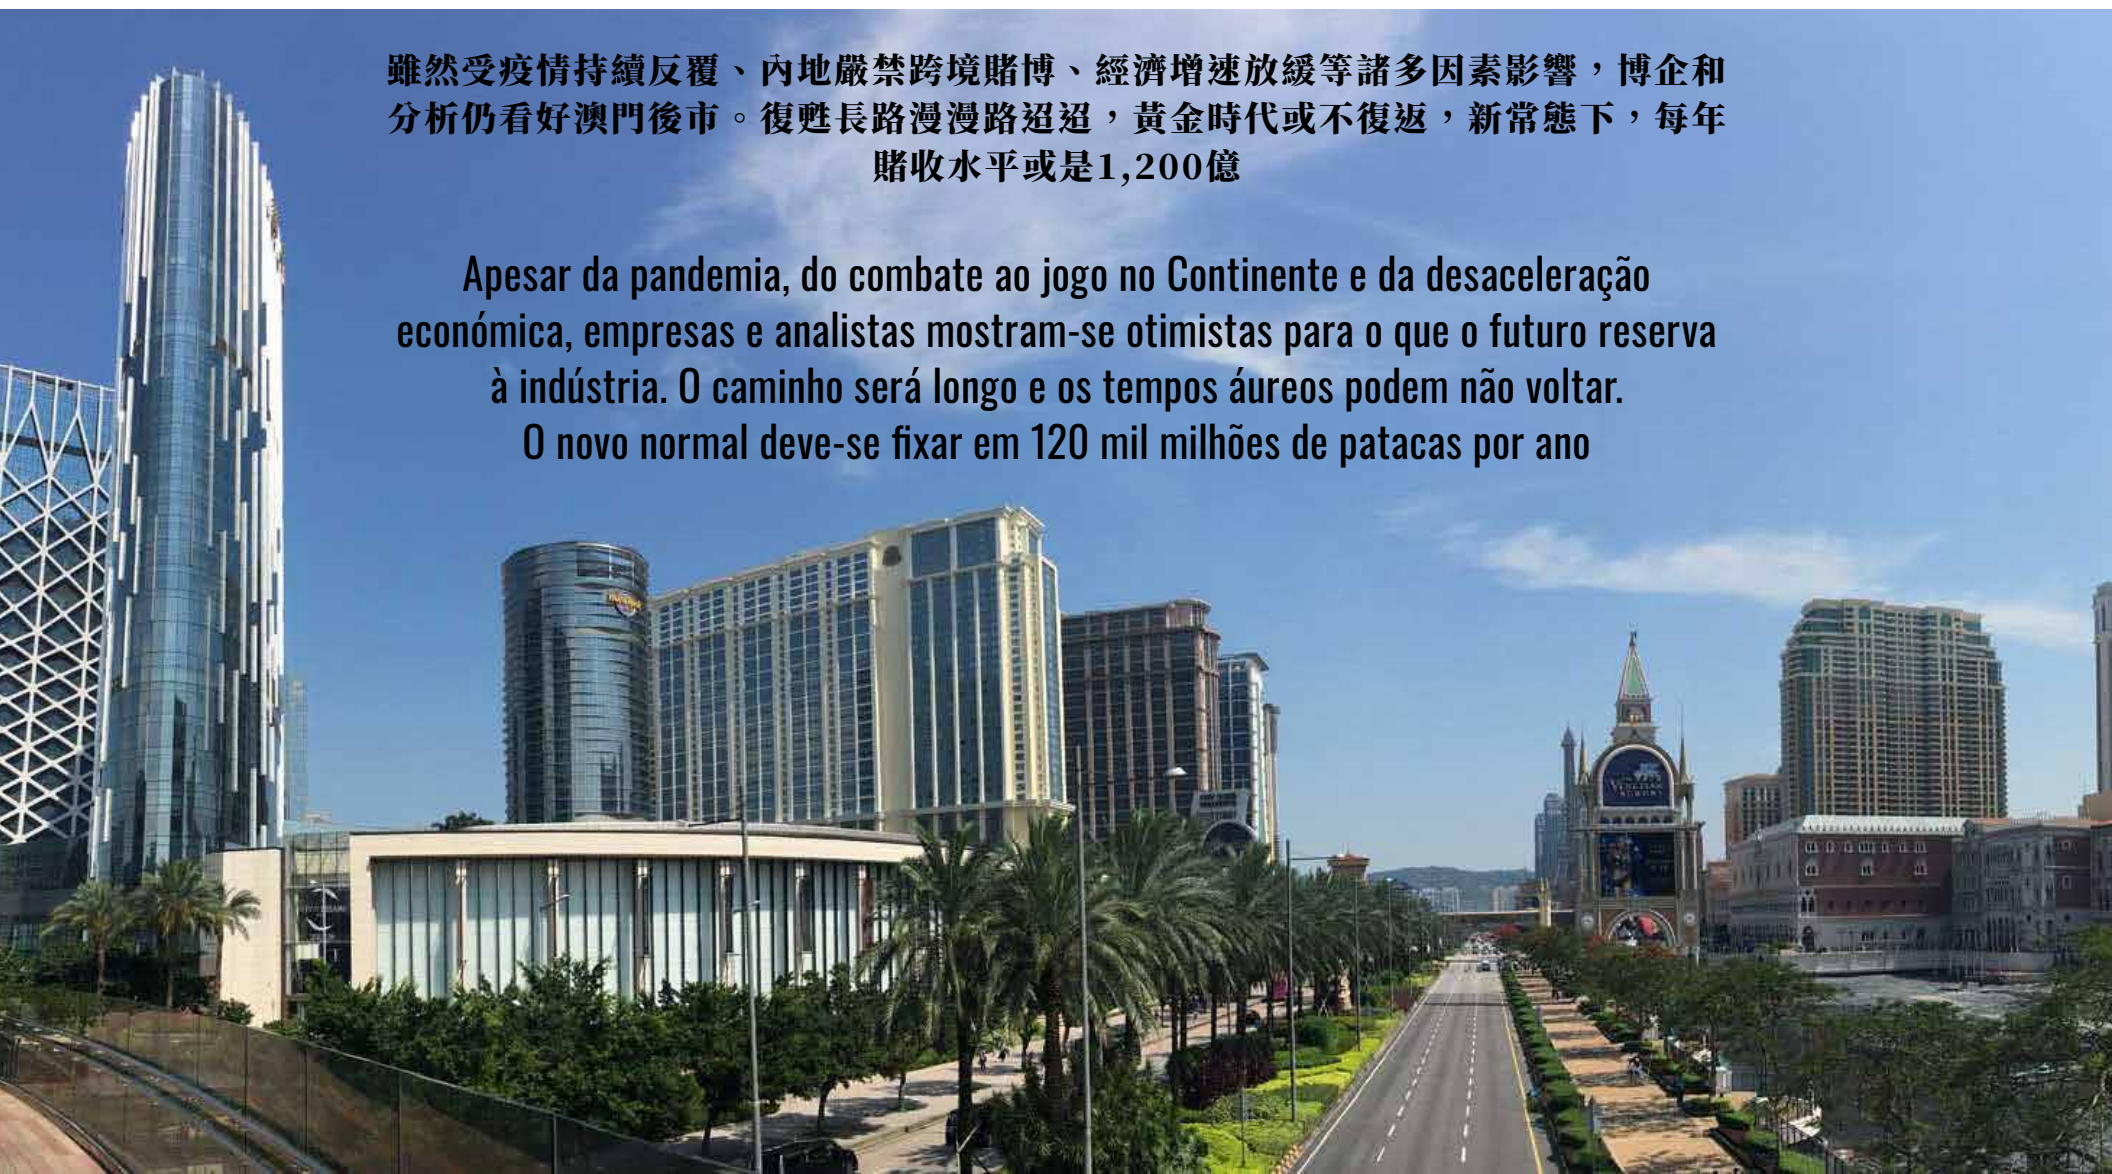 雖然受疫情持續反覆、內地嚴禁跨境賭博、經濟增速放緩等諸多因素影響，博企和
分析仍看好澳門後市。復甦長路漫漫路迢迢，黃金時代或不復返，新常態下，每年
賭收水平或是1,200億
Apesar da pandemia, do combate ao jogo no Continente e da desaceleração
económica, empresas e analistas mostram-se otimistas para o que o futuro reserva
à indústria. O caminho será longo e os tempos áureos podem não voltar.
O novo normal deve-se fixar em 120 mil milhões de patacas por ano
VENETIAN